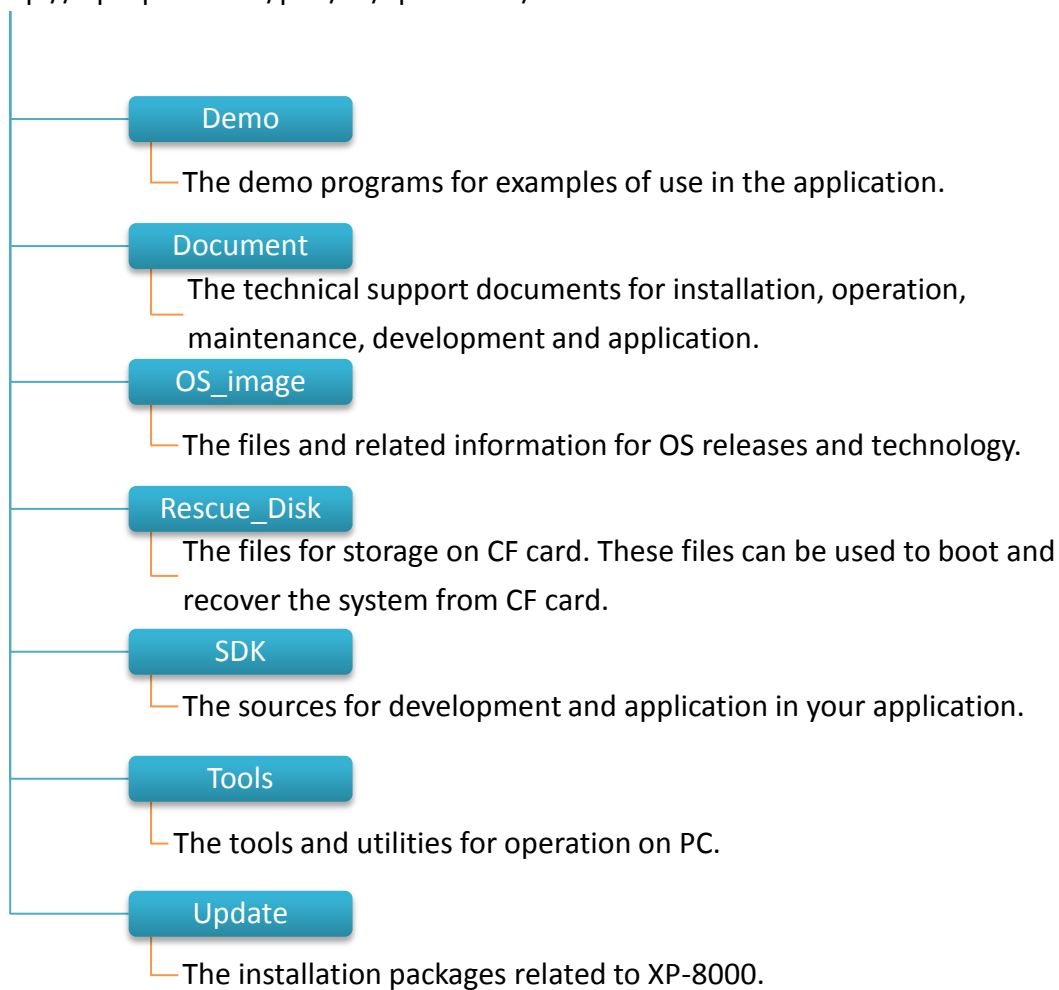 Demo
The demo programs for examples of use in the application.
Document
The technical support documents for installation, operation,
maintenance, development and application.
OS_image
The files and related information for OS releases and technology.
Rescue_Disk
The files for storage on CF card. These files can be used to boot and
recover the system from CF card.
SDK
The sources for development and application in your application.
Tools
The tools and utilities for operation on PC.
Update
The installation packages related to XP-8000.